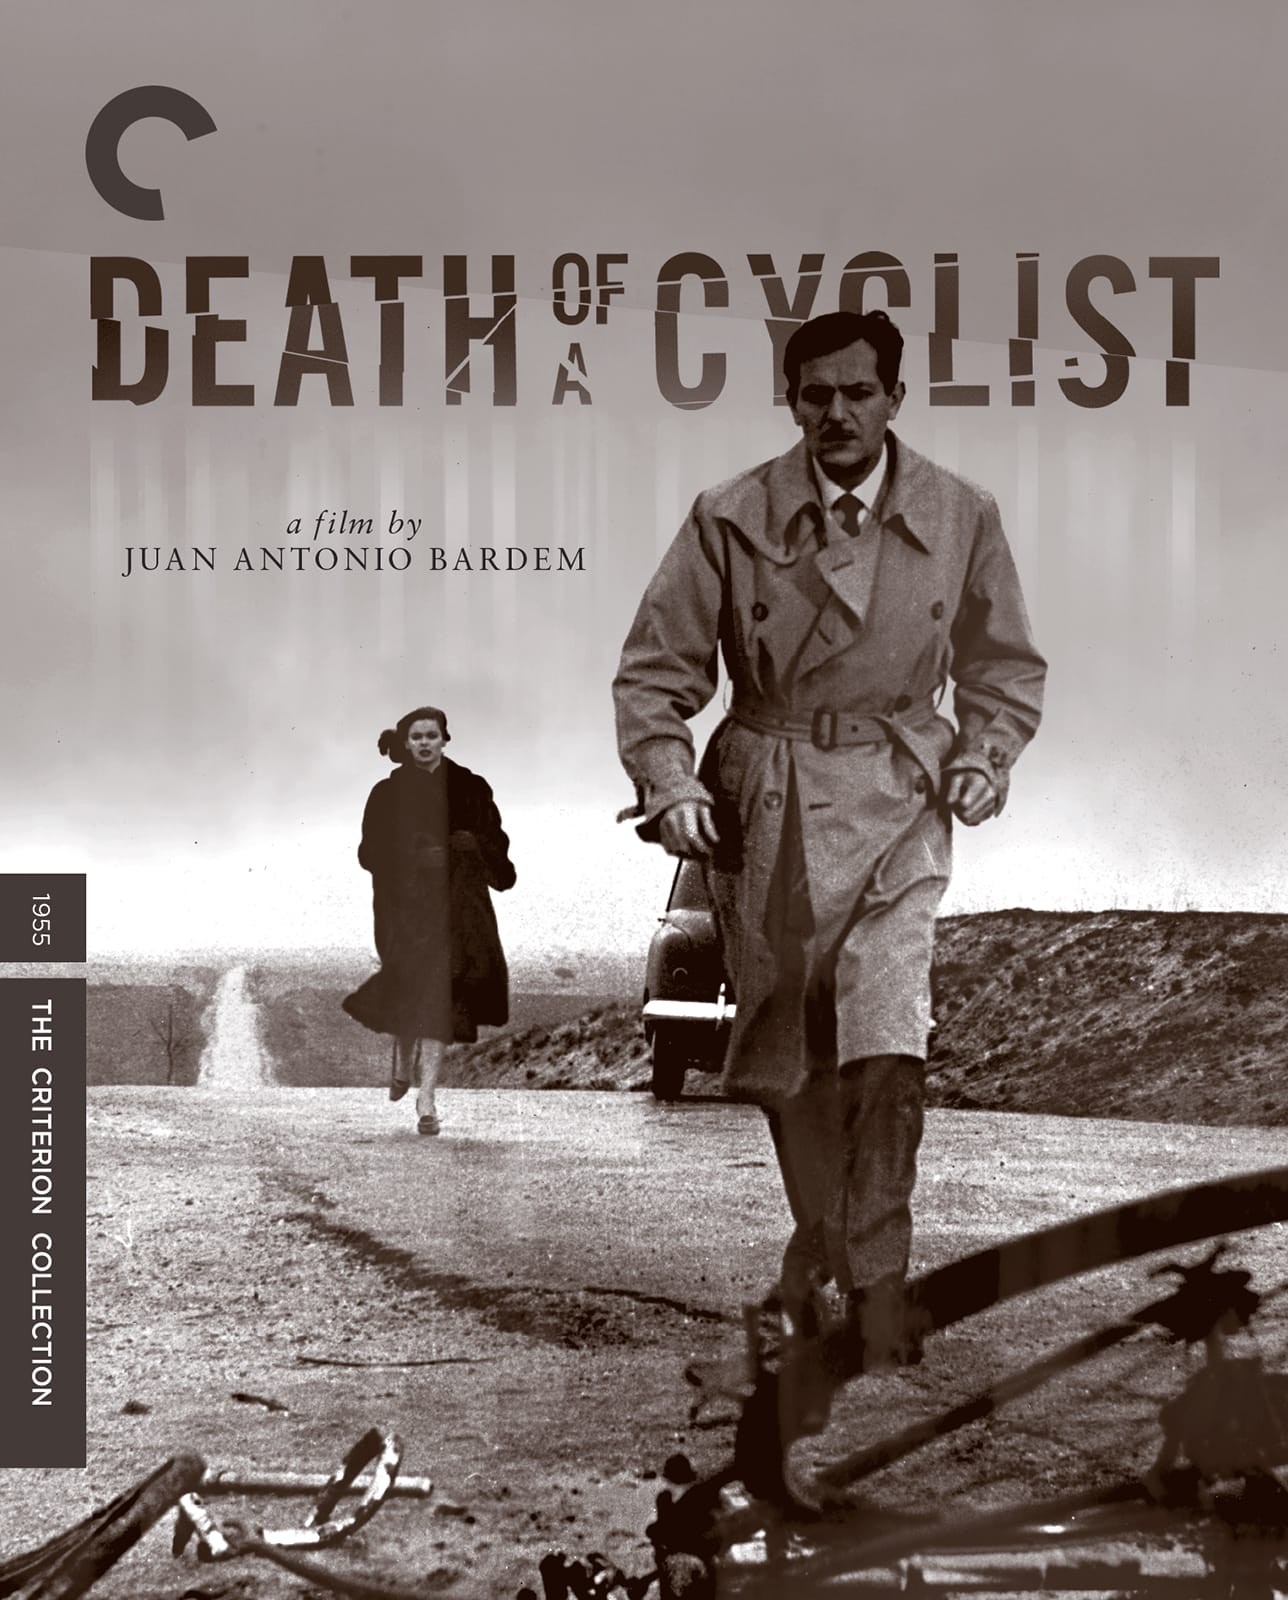 DEATH OF A CYCLIST
a film by
JUAN ANTONIO BARDEM
1955
THE CRITERION COLLECTION